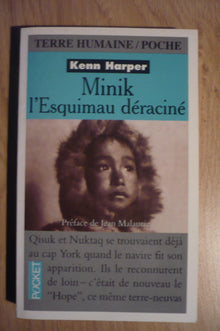 TERRE HUMAINE / POCHE
Kenn Harper
Minik
l'Esquimau déraciné
Préface de Jean Malaurie
Qisuk et Nuktaq se trouvaient déjà
au cap York quand le navire fit son
apparition. Ils le reconnurent
de loin – c'était de nouveau le
"Hope", ce même terre-neuvas
POCKET